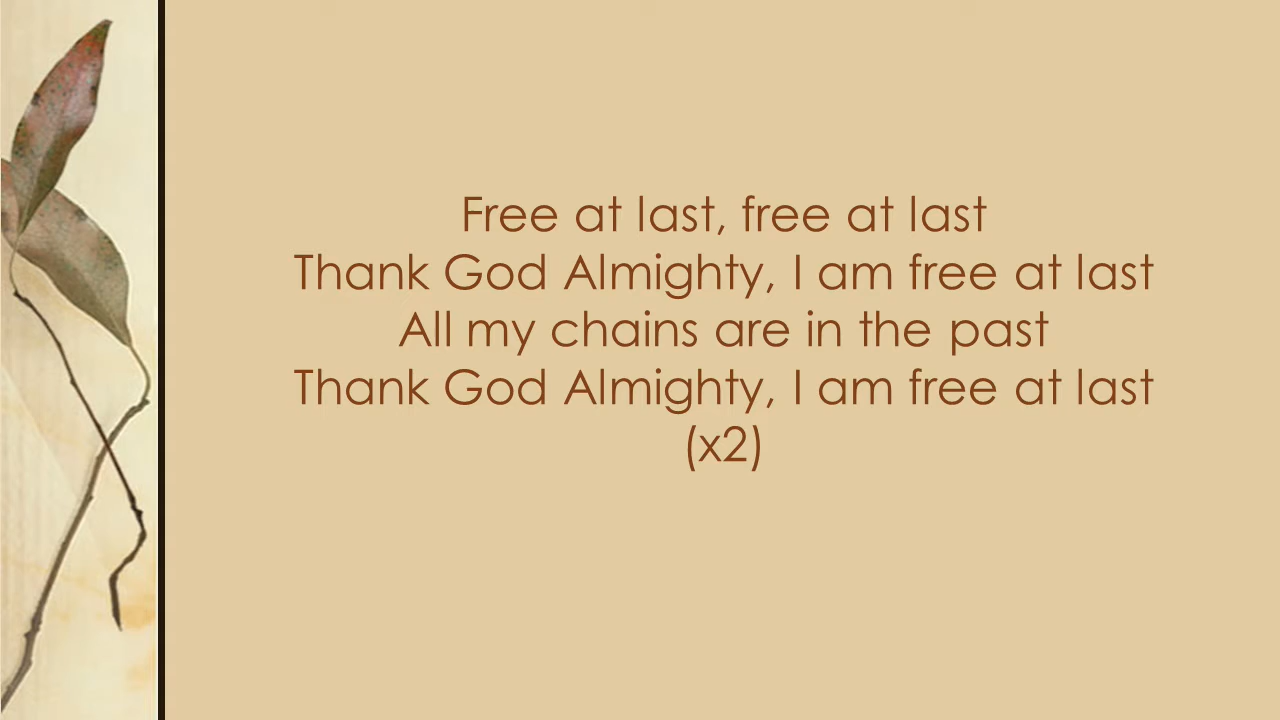 Free at last, free at last
Thank God Almighty, I am free at last
All my chains are in the past
Thank God Almighty, I am free at last
(x2)